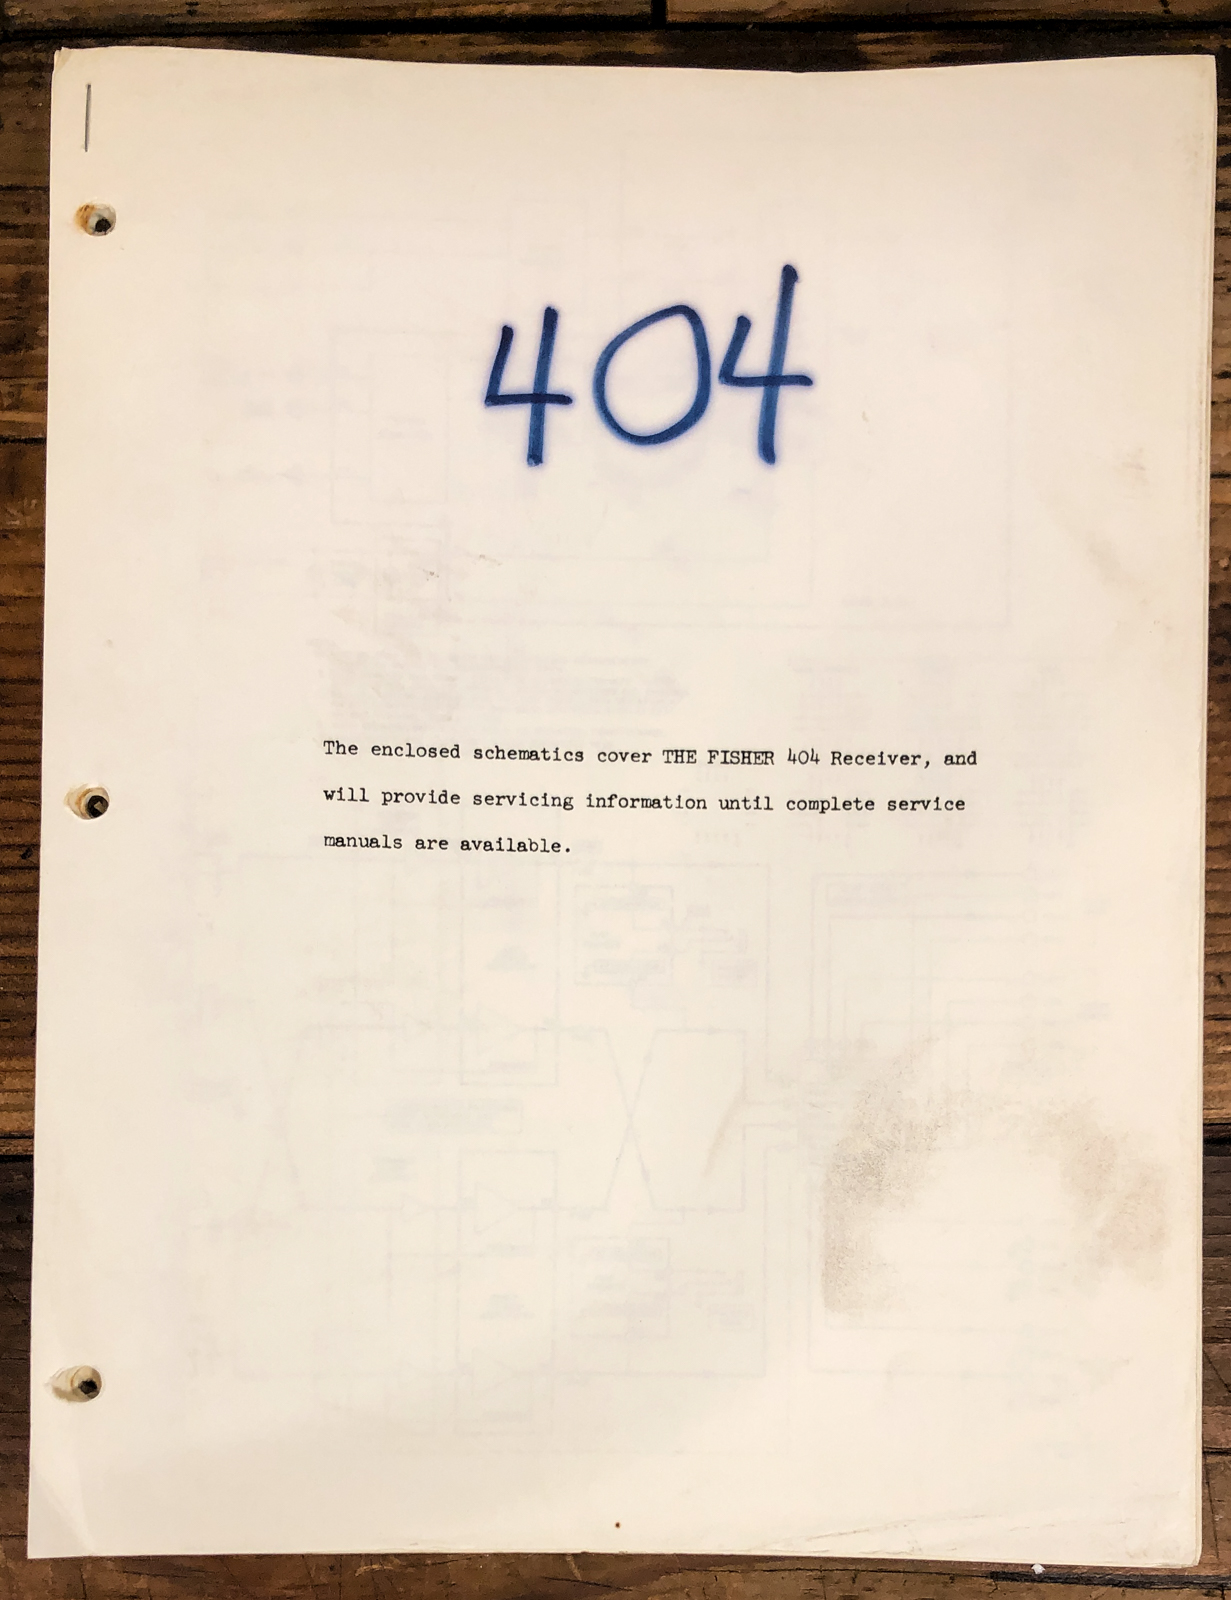 404
The enclosed schematics cover THE FISHER 404 Receiver, and
will provide servicing information until complete service
manuals are available.